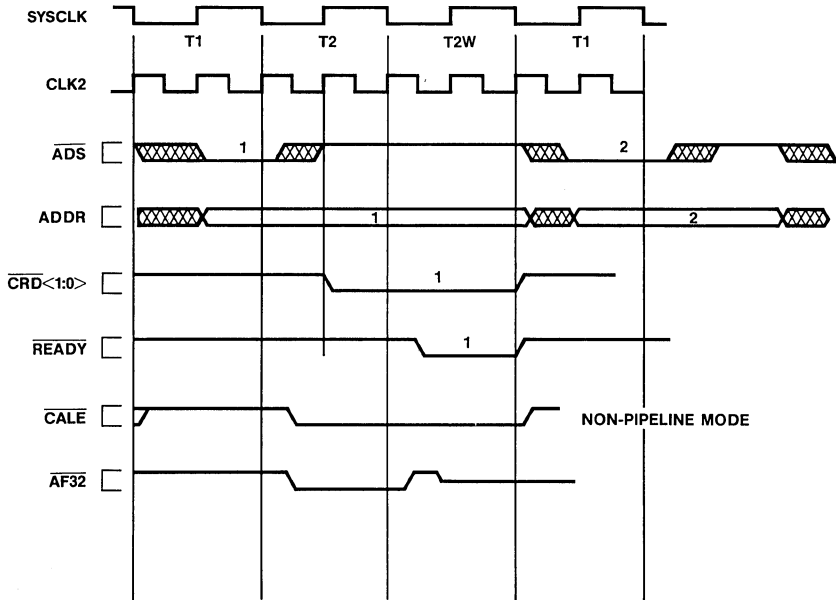 SYSCLK
T1 T2 T2W T1
CLK2
ADS 1 2
ADDR 1 2
CRD<1:0> 1
READY 1
CALE NON-PIPELINE MODE
AF32